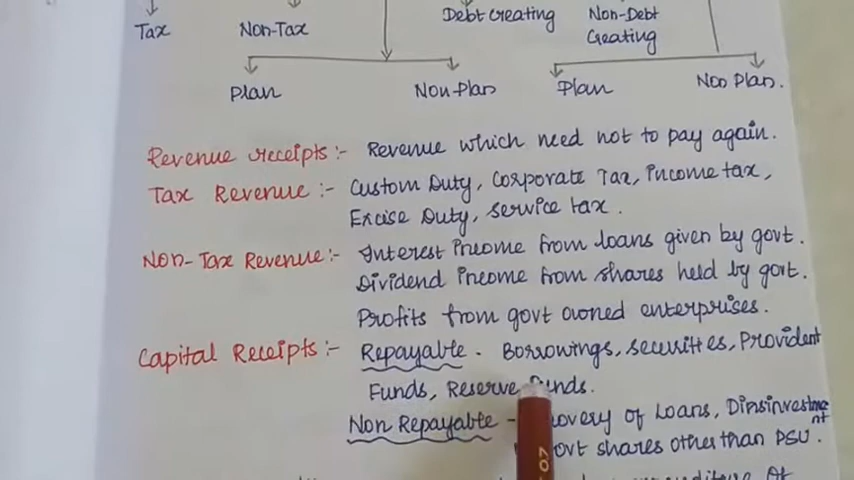 Tax Non-Tax Debt creating Non-Debt
Creating
Plan Non-Plan Plan Non Plan.
Revenue receipts :- Revenue which need not to pay again.
Tax Revenue :- Custom Duty, Corporate Tax, income tax,
Excise Duty, service tax.
Non-Tax Revenue :- Interest income from loans given by govt.
Dividend income from shares held by govt.
Profits from govt owned enterprises.
Capital Receipts :- Repayable - Borrowings, securities, Provident
Funds, Reserve Funds.
Non Repayable - of Loans, Disinvestment
govt shares other than PSU.